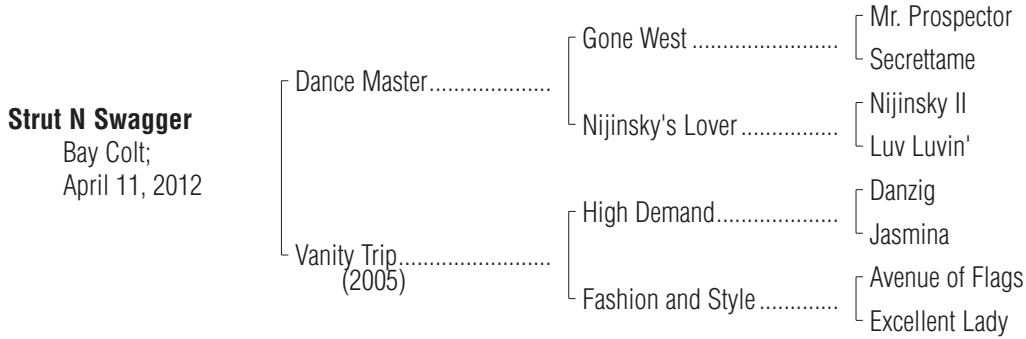 Mr. Prospector
Gone West ......................
Secrettame
Dance Master....................
Nijinsky II
Nijinsky's Lover ...............
Luv Luvin'
Strut N Swagger
Bay Colt;
April 11, 2012
Danzig
High Demand...................
Jasmina
Vanity Trip........................
(2005)
Avenue of Flags
Fashion and Style ............
Excellent Lady